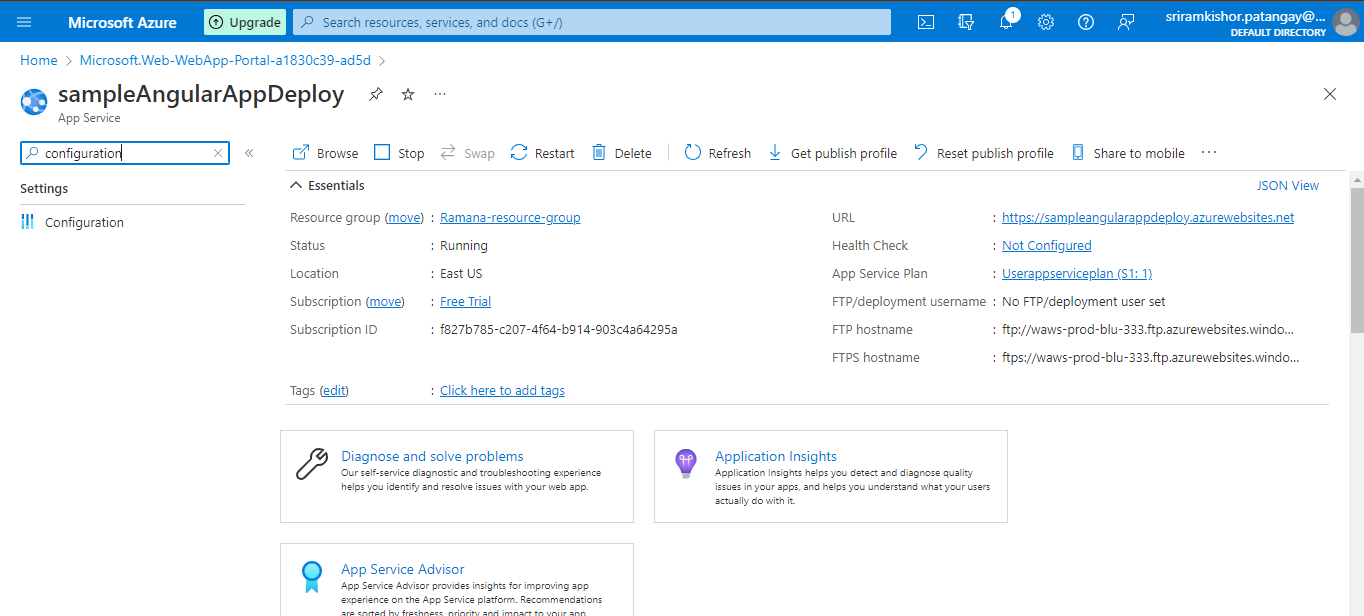 Microsoft Azure
Upgrade
Search resources, services, and docs (G+/)
1
sriramkishor.patangay@...
DEFAULT DIRECTORY
Home > Microsoft.Web-WebApp-Portal-a1830c39-ad5d >
sampleAngularAppDeploy
App Service
configuration
Settings
Configuration
Browse Stop Swap Restart Delete Refresh Get publish profile Reset publish profile Share to mobile ...
Essentials
JSON View
Resource group (move) : Ramana-resource-group
Status : Running
Location : East US
Subscription (move) : Free Trial
Subscription ID : f827b785-c207-4f64-b914-903c4a64295a
URL : https://sampleangularappdeploy.azurewebsites.net
Health Check : Not Configured
App Service Plan : Userappserviceplan (S1: 1)
FTP/deployment username : No FTP/deployment user set
FTP hostname : ftp://waws-prod-blu-333.ftp.azurewebsites.windo...
FTPS hostname : ftps://waws-prod-blu-333.ftp.azurewebsites.windo...
Tags (edit) : Click here to add tags
Diagnose and solve problems
Our self-service diagnostic and troubleshooting experience
helps you identify and resolve issues with your web app.
Application Insights
Application Insights helps you detect and diagnose quality
issues in your apps, and helps you understand what your users
actually do with it.
App Service Advisor
App Service Advisor provides insights for improving app
experience on the App Service platform. Recommendations
are sorted by freshness, priority and impact to your app.